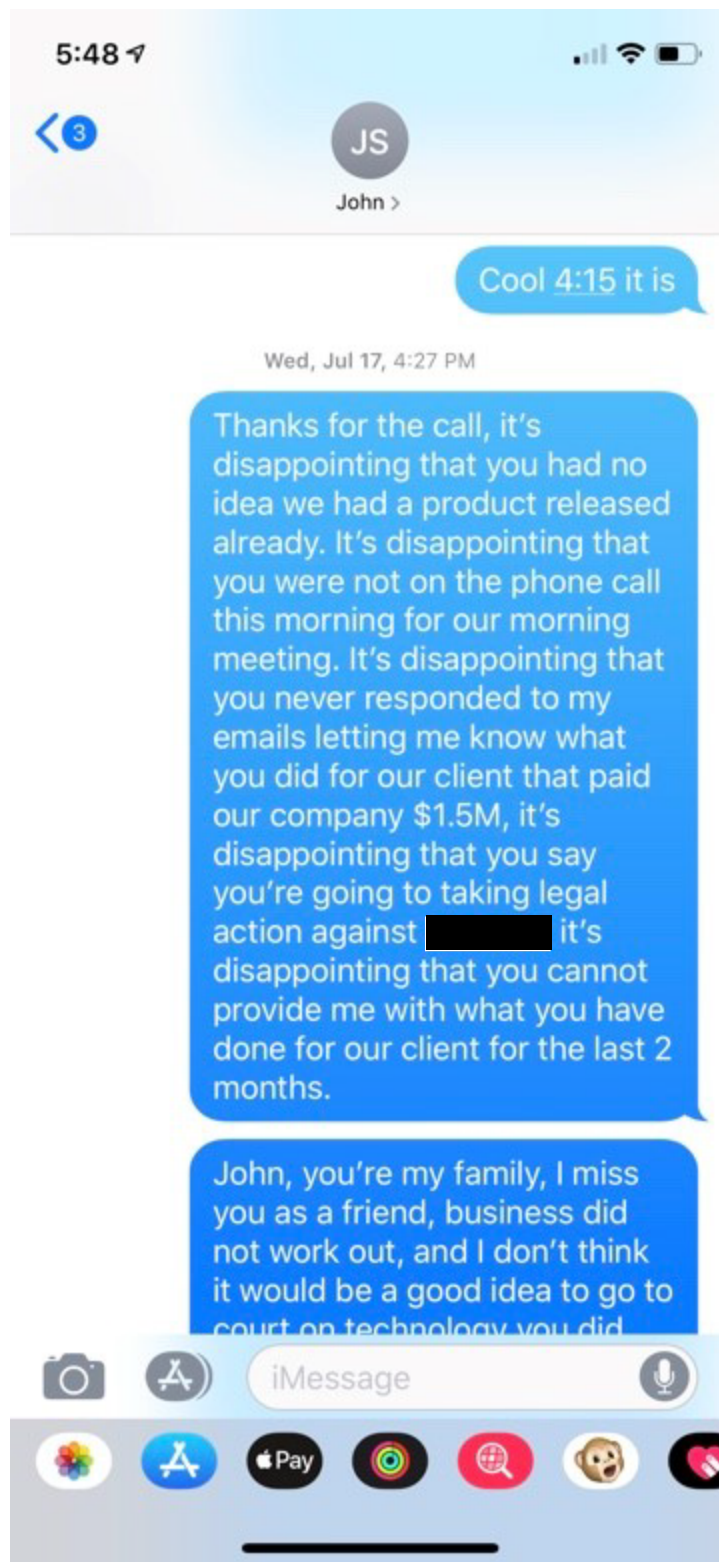 5:48
3
JS
John >
Cool 4:15 it is
Wed, Jul 17, 4:27 PM
Thanks for the call, it's
disappointing that you had no
idea we had a product released
already. It's disappointing that
you were not on the phone call
this morning for our morning
meeting. It's disappointing that
you never responded to my
emails letting me know what
you did for our client that paid
our company $1.5M, it's
disappointing that you say
you're going to taking legal
action against it's
disappointing that you cannot
provide me with what you have
done for our client for the last 2
months.
John, you're my family, I miss
you as a friend, business did
not work out, and I don't think
it would be a good idea to go to
court on technology you did
iMessage
Pay